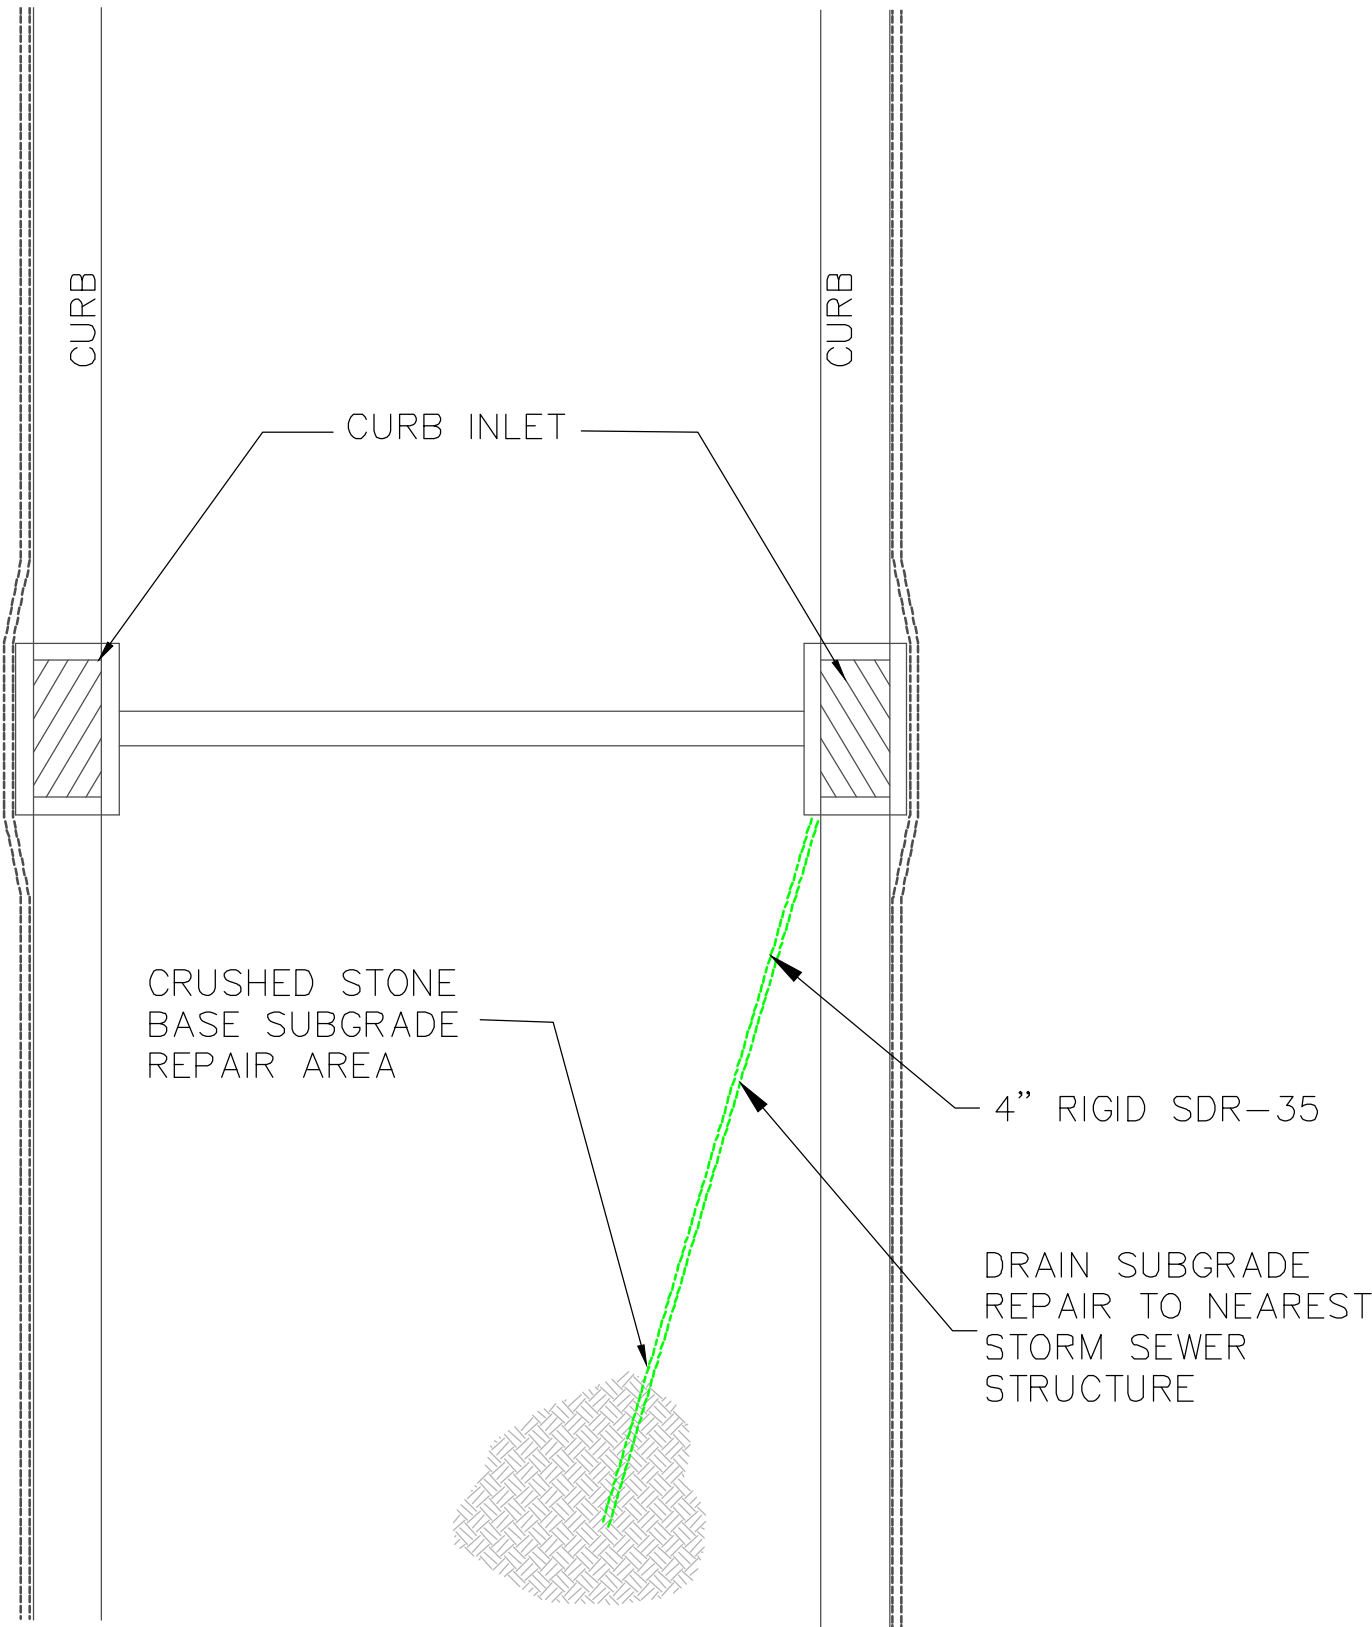 CURB
CURB
CURB INLET
CRUSHED STONE
BASE SUBGRADE
REPAIR AREA
4” RIGID SDR-35
DRAIN SUBGRADE
REPAIR TO NEAREST
STORM SEWER
STRUCTURE